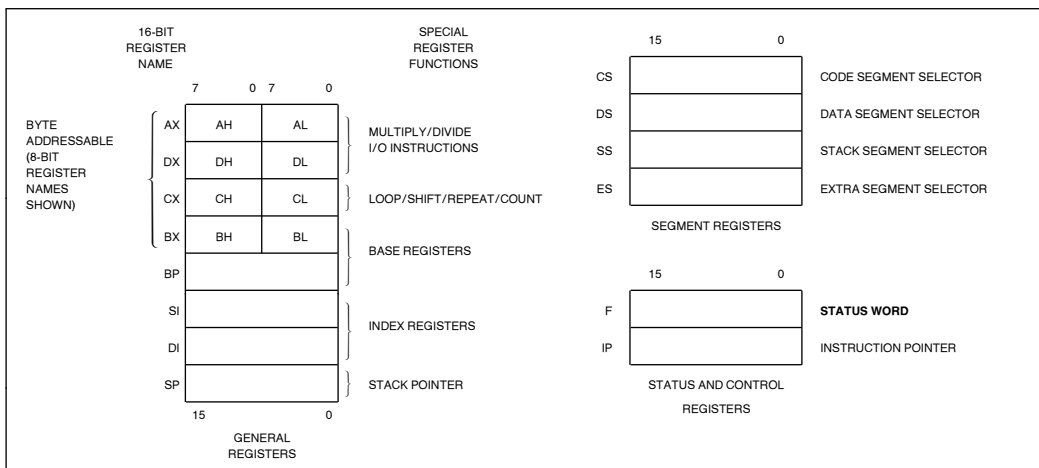 16-BIT
REGISTER
NAME
SPECIAL
REGISTER
FUNCTIONS
7 0 7 0
BYTE
ADDRESSABLE
(8-BIT
REGISTER
NAMES
SHOWN)
AX AH AL
DX DH DL
MULTIPLY/DIVIDE
I/O INSTRUCTIONS
CX CH CL LOOP/SHIFT/REPEAT/COUNT
BX BH BL
BP
BASE REGISTERS
SI
DI
INDEX REGISTERS
SP STACK POINTER
15 0
GENERAL
REGISTERS
15 0
CS CODE SEGMENT SELECTOR
DS DATA SEGMENT SELECTOR
SS STACK SEGMENT SELECTOR
ES EXTRA SEGMENT SELECTOR
SEGMENT REGISTERS
15 0
F STATUS WORD
IP INSTRUCTION POINTER
STATUS AND CONTROL
REGISTERS